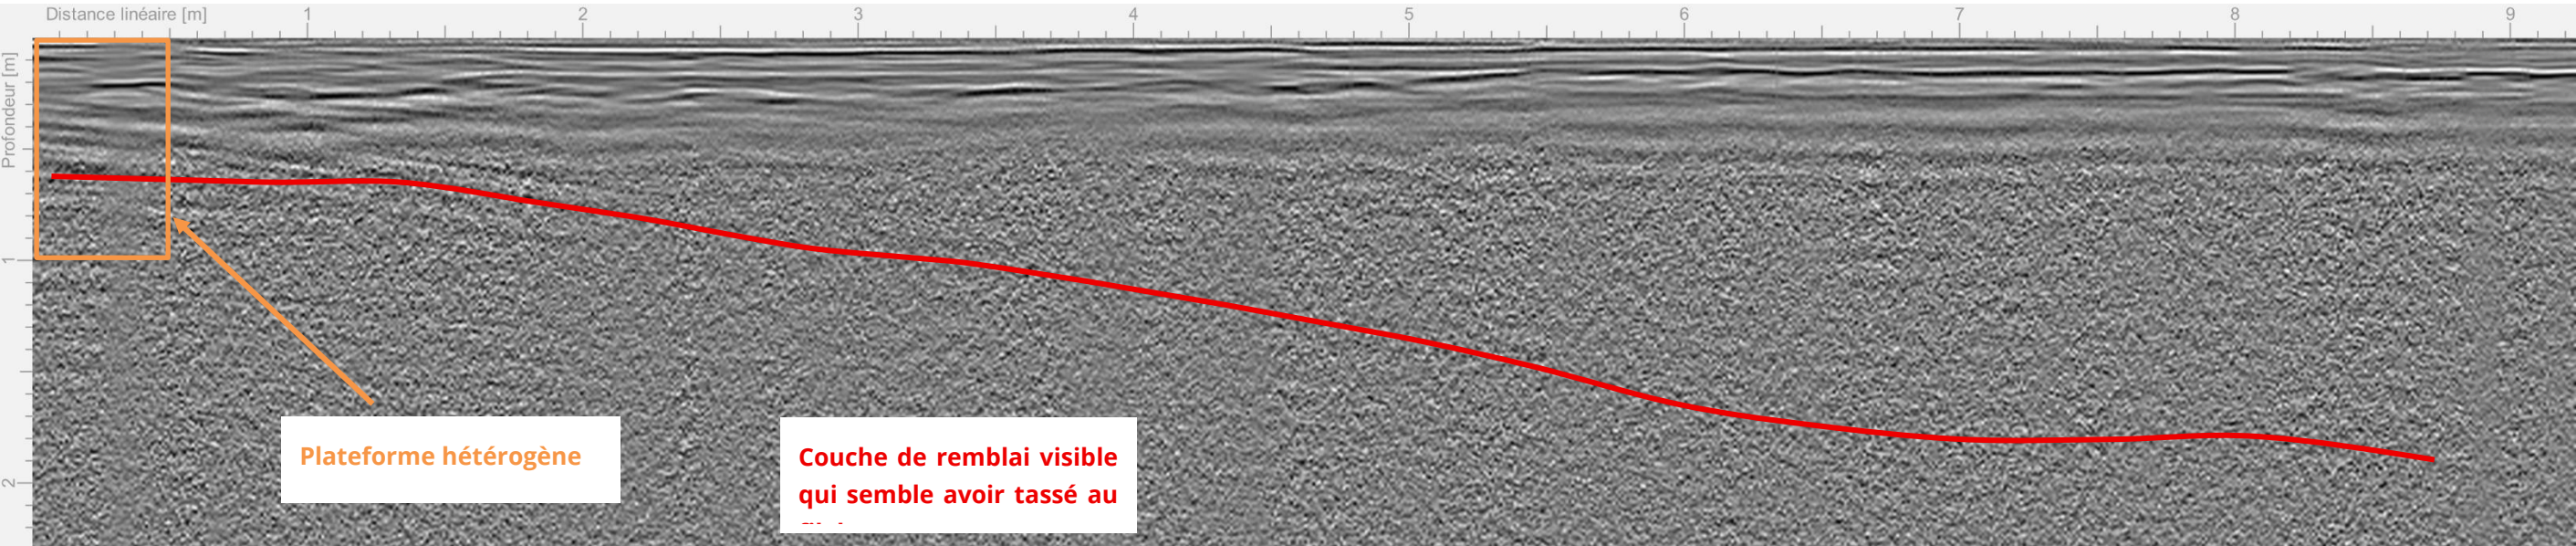 Distance linéaire [m] 1 2 3 4 5 6 7 8 9
Profondeur [m]
1
2
Plateforme hétérogène
Couche de remblai visible
qui semble avoir tassé au